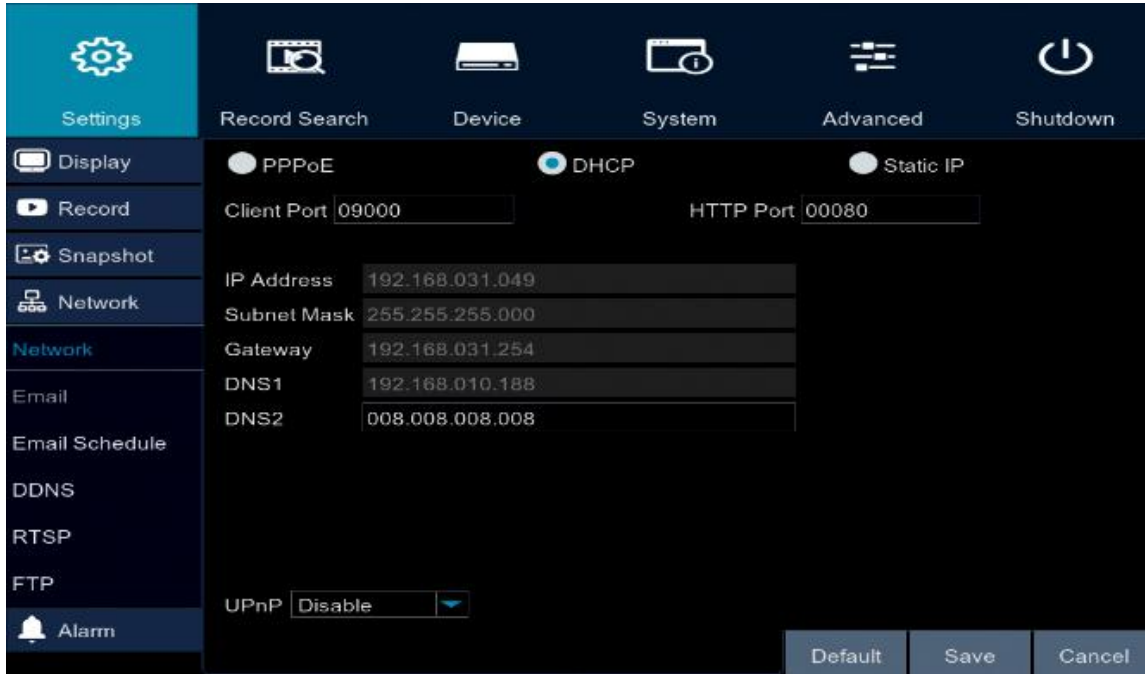 Settings Record Search Device System Advanced Shutdown
Display
Record
Snapshot
Network
Network
Email
Email Schedule
DDNS
RTSP
FTP
Alarm
PPPoE DHCP Static IP
Client Port 09000 HTTP Port 00080
IP Address 192.168.031.049
Subnet Mask 255.255.255.000
Gateway 192.168.031.254
DNS1 192.168.010.188
DNS2 008.008.008.008
UPnP Disable
Default Save Cancel